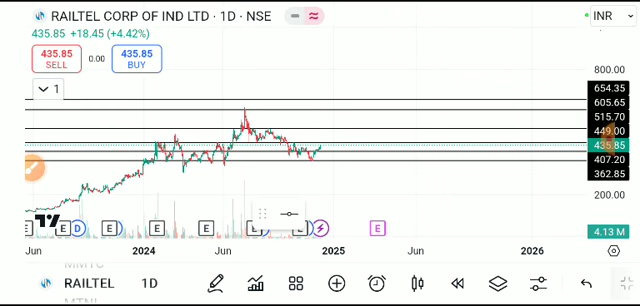 RAILTEL CORP OF IND LTD · 1D · NSE
INR
435.85 +18.45 (+4.42%)
435.85 0.00 435.85
SELL BUY
1
800.00
654.35
605.65
515.70
449.00
435.85
407.20
362.85
200.00
4.13 M
E E D E E E E E E
Jun 2024 Jun 2025 Jun 2026
MMTC
RAILTEL 1D
MTNL